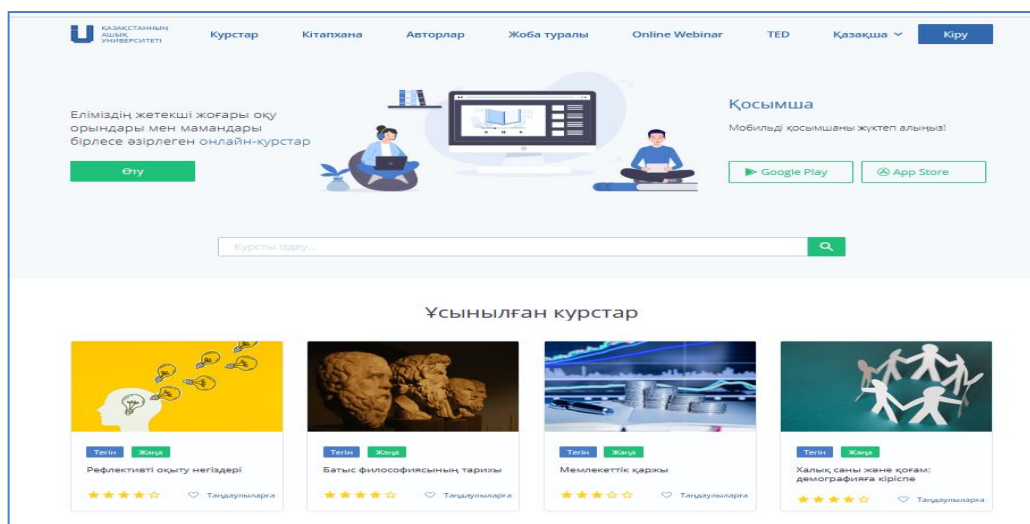 ҚАЗАҚСТАННЫҢ
АШЫҚ
УНИВЕРСИТЕТІ
Курстар
Кітапхана
Авторлар
Жоба туралы
Online Webinar
TED
Қазақша
Кіру
Еліміздің жетекші жоғары оқу
орындары мен мамандары
бірлесе әзірлеген онлайн-курстар
Өту
Қосымша
Мобильді қосымшаны жүктеп алыңыз!
Google Play
App Store
Курсты іздеу...
Ұсынылған курстар
Тегін Жаңа
Рефлективті оқыту негіздері
Таңдаулыларға
Тегін Жаңа
Батыс философиясының тарихы
Таңдаулыларға
Тегін Жаңа
Мемлекеттік қаржы
Таңдаулыларға
Тегін Жаңа
Халық саны және қоғам:
демографияға кіріспе
Таңдаулыларға